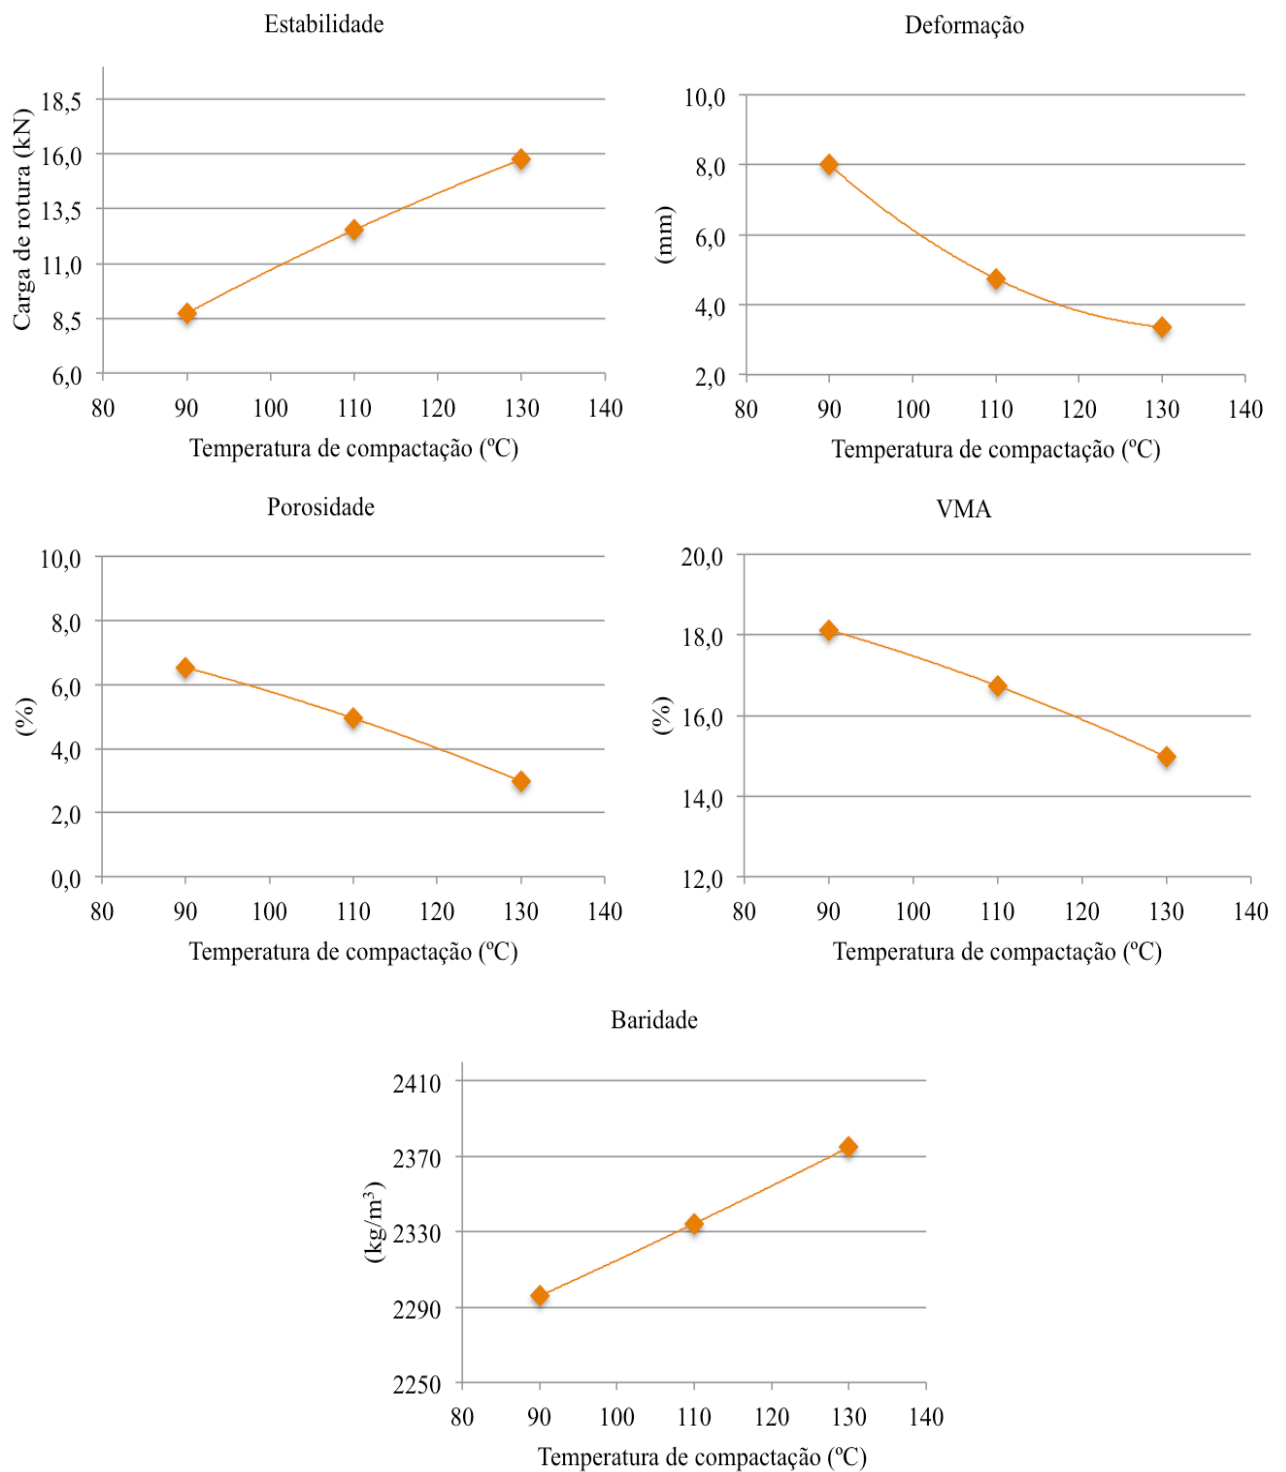 Estabilidade
Carga de rotura (kN)
18,5
16,0
13,5
11,0
8,5
6,0
80 90 100 110 120 130 140
Temperatura de compactação (ºC)
Deformação
(mm)
10,0
8,0
6,0
4,0
2,0
80 90 100 110 120 130 140
Temperatura de compactação (ºC)
Porosidade
(%)
10,0
8,0
6,0
4,0
2,0
0,0
80 90 100 110 120 130 140
Temperatura de compactação (ºC)
VMA
(%)
20,0
18,0
16,0
14,0
12,0
80 90 100 110 120 130 140
Temperatura de compactação (ºC)
Baridade
(kg/m³)
2410
2370
2330
2290
2250
80 90 100 110 120 130 140
Temperatura de compactação (ºC)